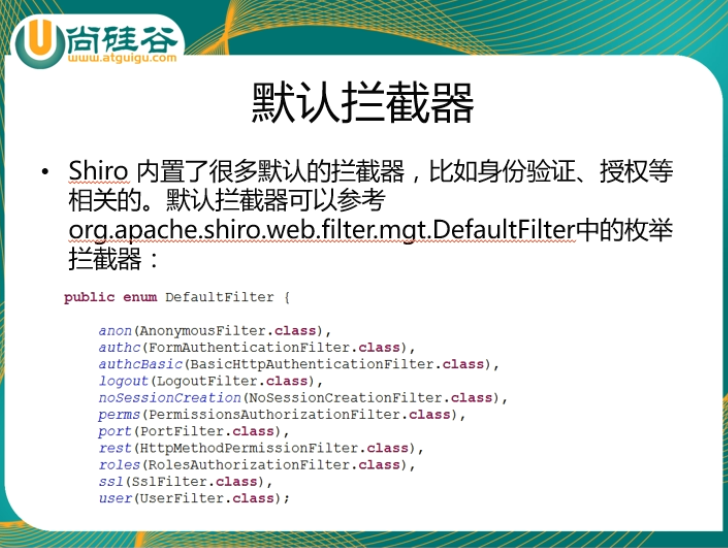 尚硅谷
www.atguigu.com
默认拦截器
• Shiro 内置了很多默认的拦截器，比如身份验证、授权等
相关的。默认拦截器可以参考
org.apache.shiro.web.filter.mgt.DefaultFilter中的枚举
拦截器：
public enum DefaultFilter {
anon(AnonymousFilter.class),
authc(FormAuthenticationFilter.class),
authcBasic(BasicHttpAuthenticationFilter.class),
logout(LogoutFilter.class),
noSessionCreation(NoSessionCreationFilter.class),
perms(PermissionsAuthorizationFilter.class),
port(PortFilter.class),
rest(HttpMethodPermissionFilter.class),
roles(RolesAuthorizationFilter.class),
ssl(SslFilter.class),
user(UserFilter.class);